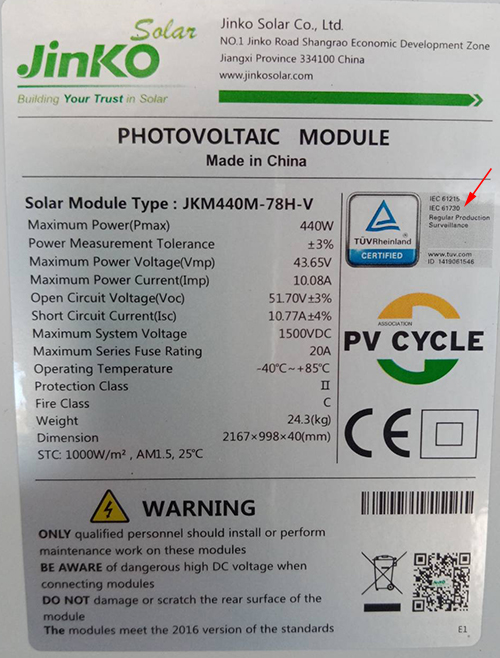 Solar
JinKO
Building Your Trust in Solar
Jinko Solar Co., Ltd.
NO.1 Jinko Road Shangrao Economic Development Zone
Jiangxi Province 334100 China
www.jinkosolar.com
PHOTOVOLTAIC MODULE
Made in China
Solar Module Type : JKM440M-78H-V
Maximum Power(Pmax) 440W
Power Measurement Tolerance ±3%
Maximum Power Voltage(Vmp) 43.65V
Maximum Power Current(Imp) 10.08A
Open Circuit Voltage(Voc) 51.70V±3%
Short Circuit Current(Isc) 10.77A±4%
Maximum System Voltage 1500VDC
Maximum Series Fuse Rating 20A
Operating Temperature -40℃~+85℃
Protection Class II
Fire Class C
Weight 24.3(kg)
Dimension 2167×998×40(mm)
STC: 1000W/m², AM1.5, 25℃
TÜVRheinland
CERTIFIED
IEC 61215
IEC 61730
Regular Production
Surveillance
www.tuv.com
ID 1419061546
ASSOCIATION
PV CYCLE
CE
WARNING
ONLY qualified personnel should install or perform
maintenance work on these modules
BE AWARE of dangerous high DC voltage when
connecting modules
DO NOT damage or scratch the rear surface of the
module
The modules meet the 2016 version of the standards
JinKO
E1